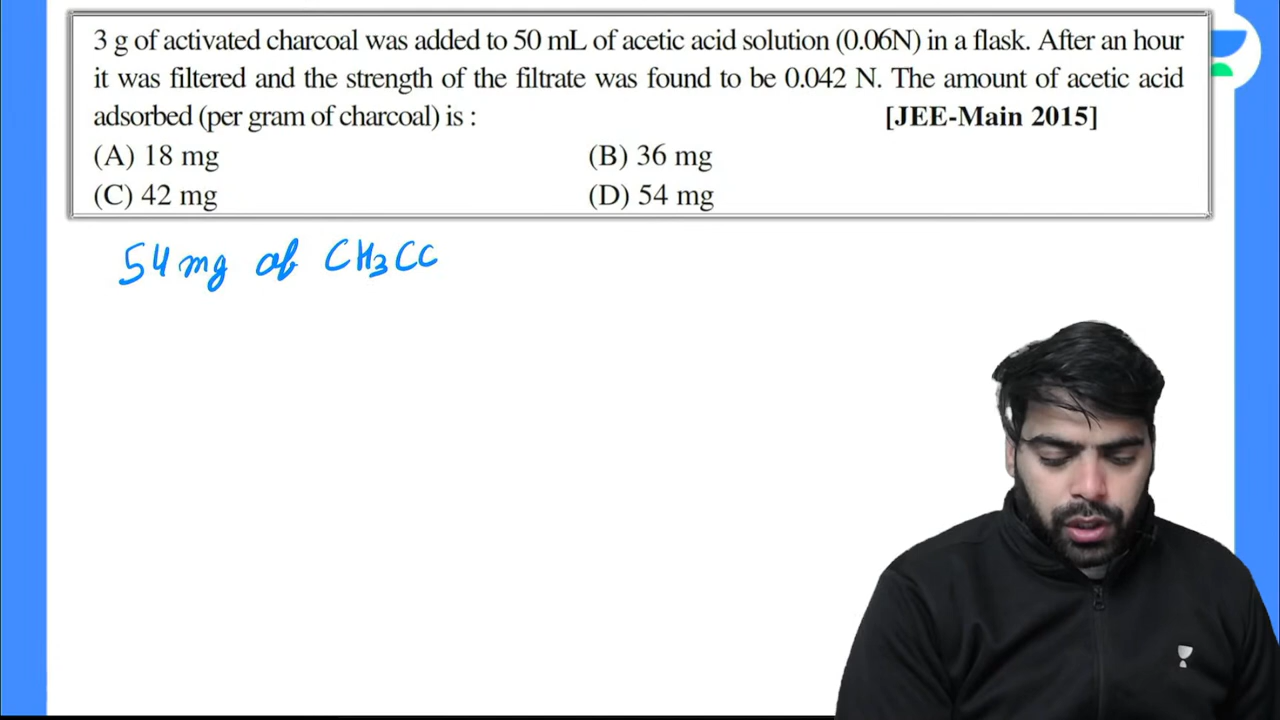 3 g of activated charcoal was added to 50 mL of acetic acid solution (0.06N) in a flask. After an hour
it was filtered and the strength of the filtrate was found to be 0.042 N. The amount of acetic acid
adsorbed (per gram of charcoal) is : [JEE-Main 2015]
(A) 18 mg (B) 36 mg
(C) 42 mg (D) 54 mg
54 mg of CH3CC